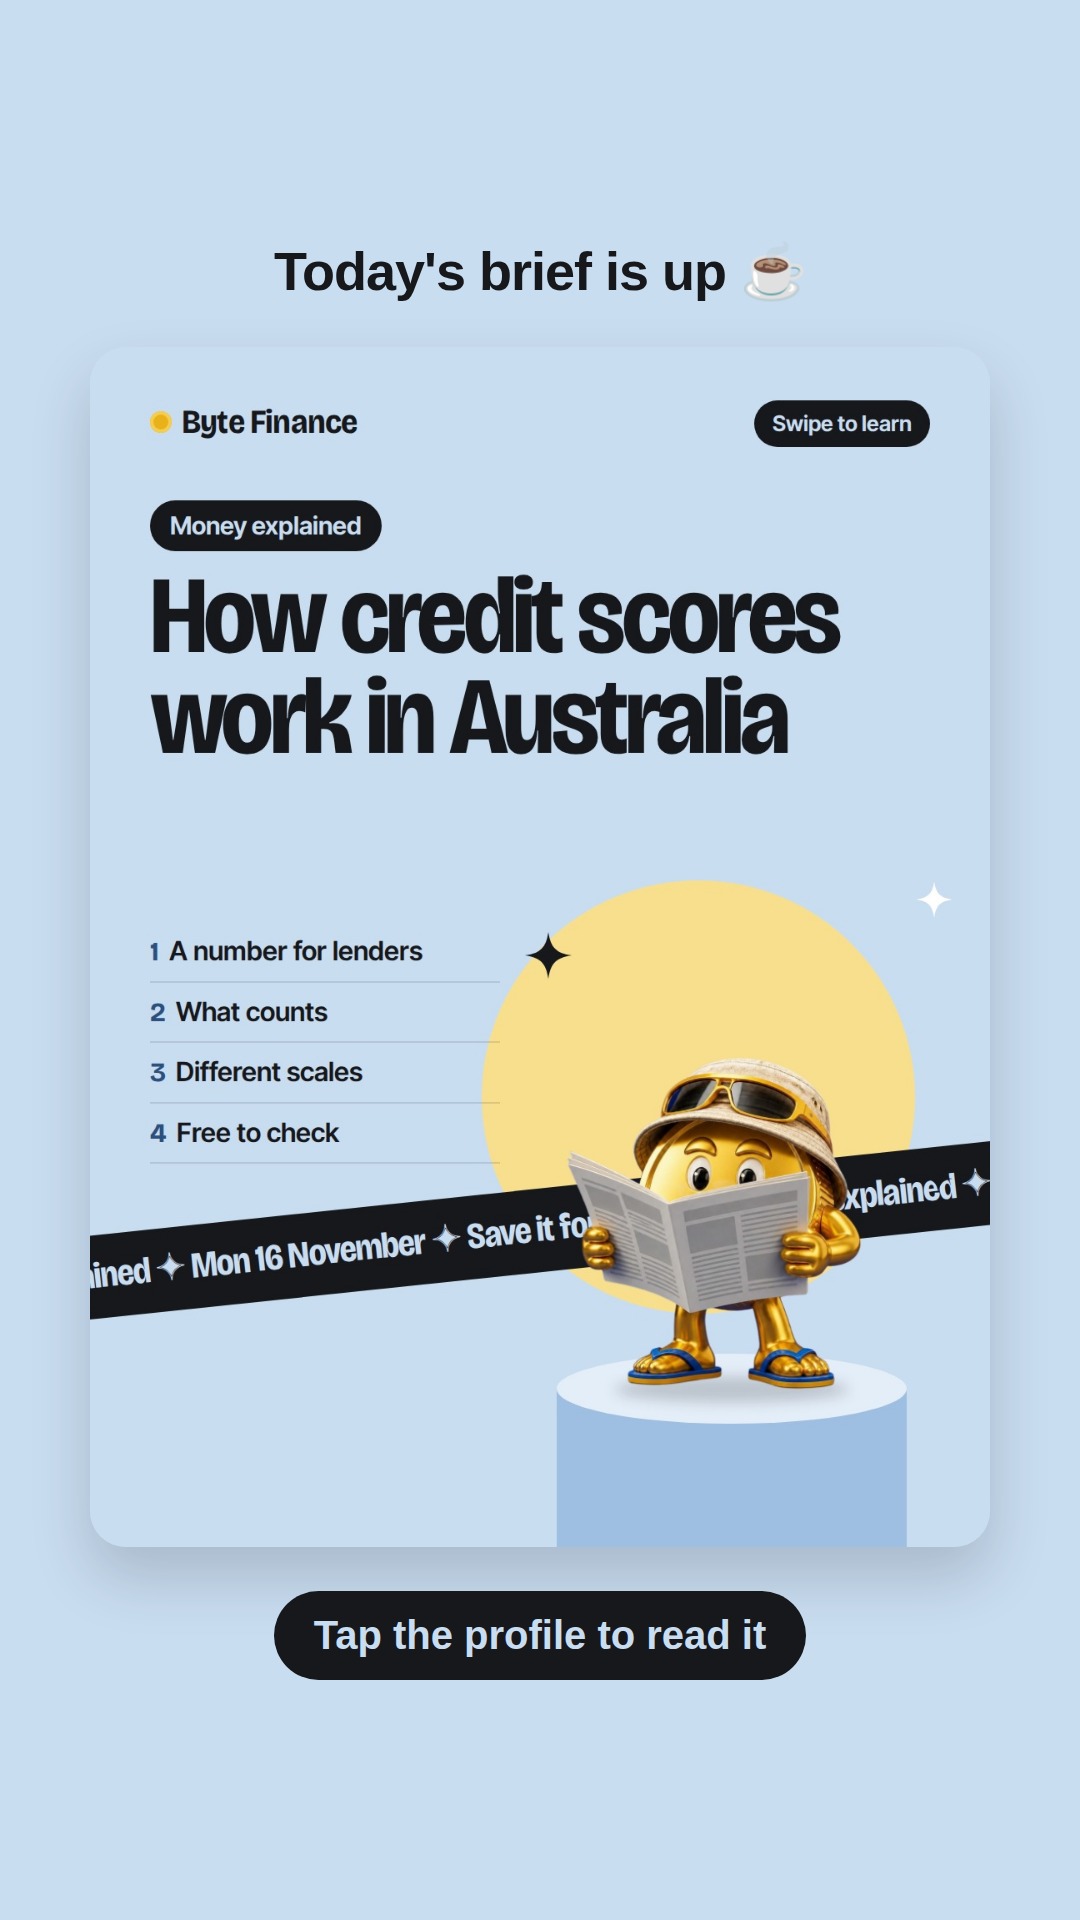 Today's brief is up ☕
Byte Finance
Swipe to learn
Money explained
How credit scores
work in Australia
1 A number for lenders
2 What counts
3 Different scales
4 Free to check
ined ✦ Mon 16 November ✦ Save it for
xplained ✦
Tap the profile to read it